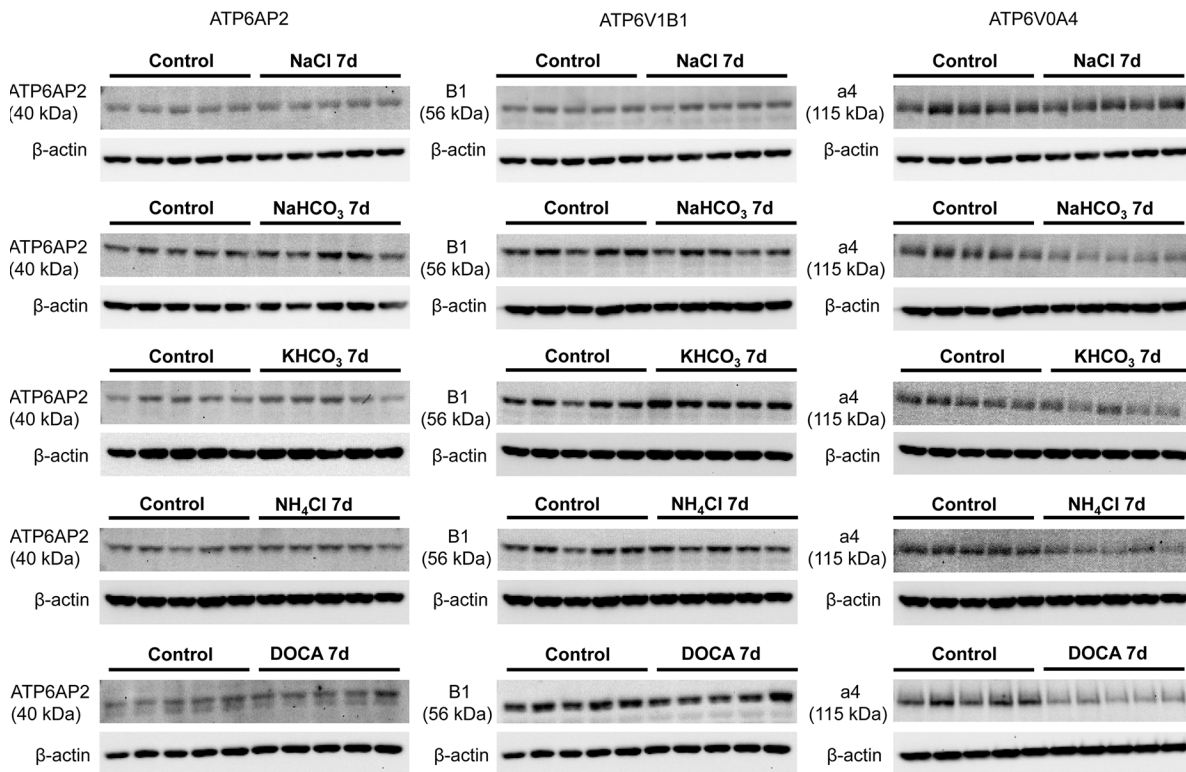 ATP6AP2 ATP6V1B1 ATP6V0A4
Control NaCl 7d Control NaCl 7d Control NaCl 7d
ATP6AP2 B1 a4
(40 kDa) (56 kDa) (115 kDa)
β-actin β-actin β-actin
Control NaHCO₃ 7d Control NaHCO₃ 7d Control NaHCO₃ 7d
ATP6AP2 B1 a4
(40 kDa) (56 kDa) (115 kDa)
β-actin β-actin β-actin
Control KHCO₃ 7d Control KHCO₃ 7d Control KHCO₃ 7d
ATP6AP2 B1 a4
(40 kDa) (56 kDa) (115 kDa)
β-actin β-actin β-actin
Control NH₄Cl 7d Control NH₄Cl 7d Control NH₄Cl 7d
ATP6AP2 B1 a4
(40 kDa) (56 kDa) (115 kDa)
β-actin β-actin β-actin
Control DOCA 7d Control DOCA 7d Control DOCA 7d
ATP6AP2 B1 a4
(40 kDa) (56 kDa) (115 kDa)
β-actin β-actin β-actin